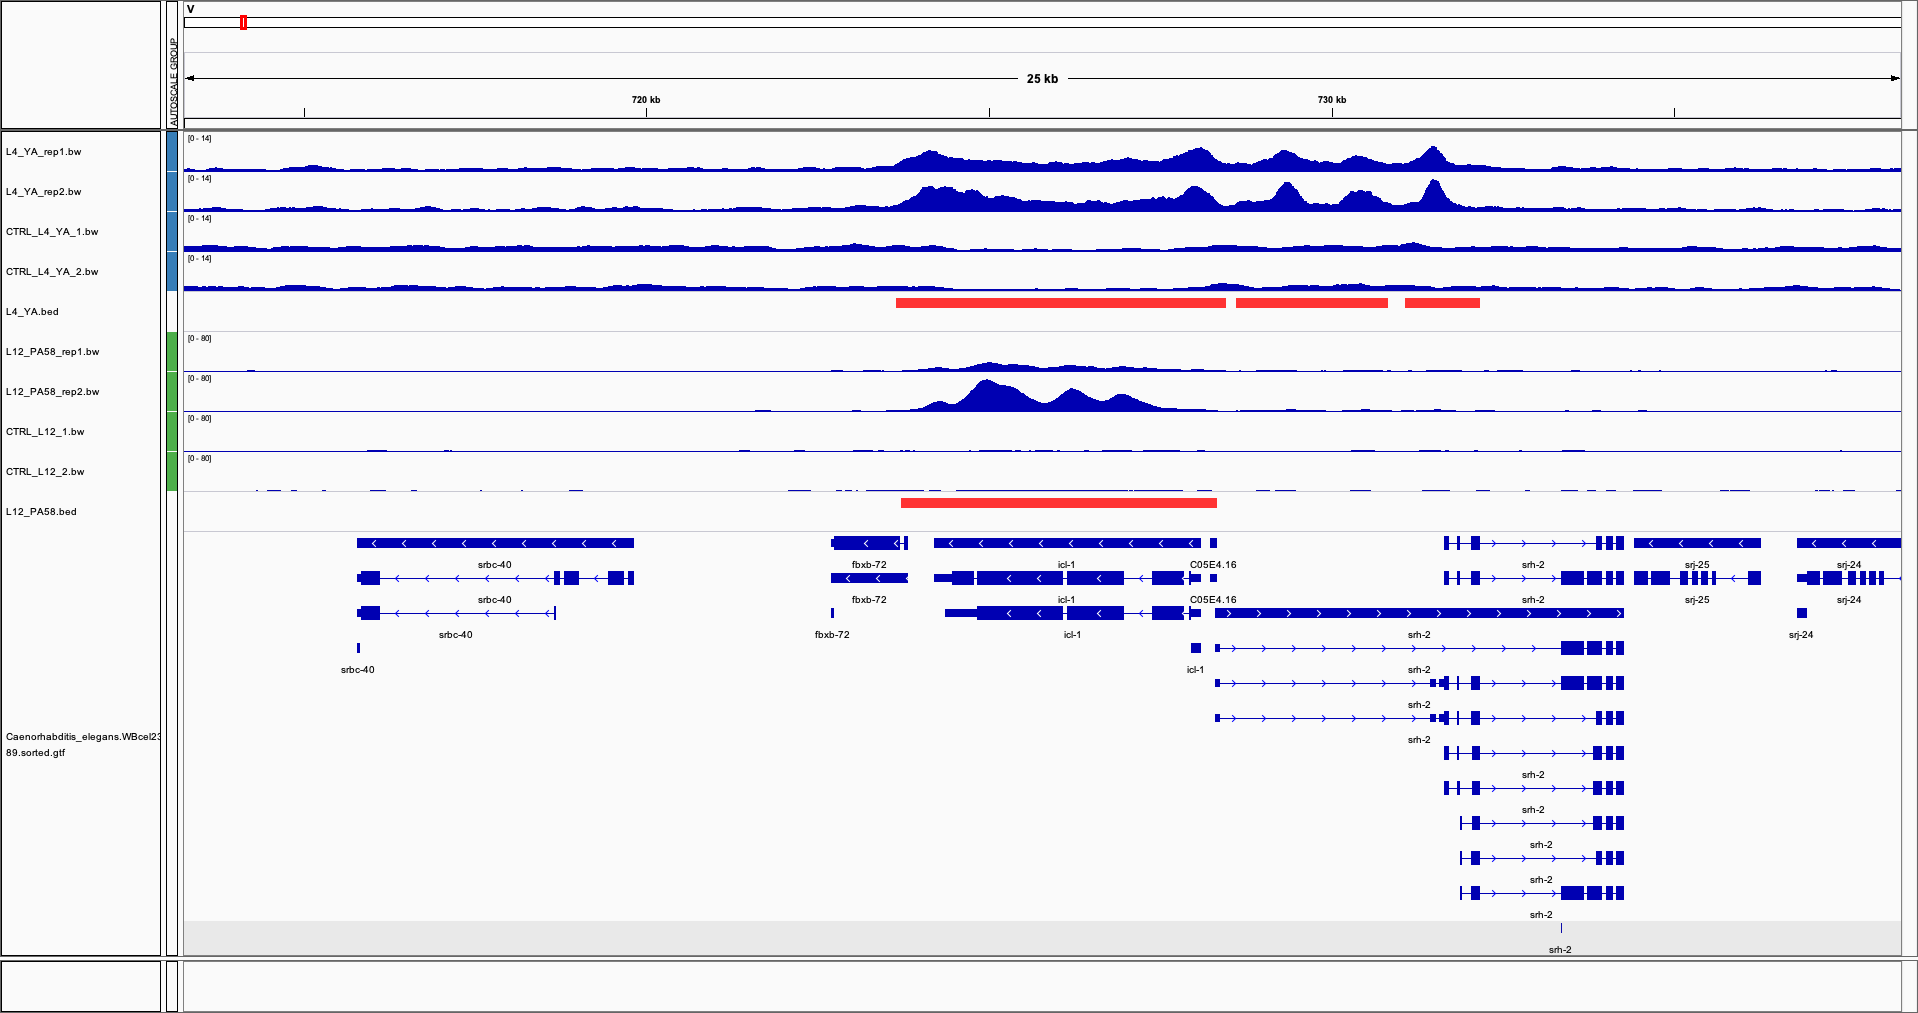 V
AUTOSCALE GROUP
25 kb
720 kb 730 kb
L4_YA_rep1.bw [0 - 14]
L4_YA_rep2.bw [0 - 14]
CTRL_L4_YA_1.bw [0 - 14]
CTRL_L4_YA_2.bw [0 - 14]
L4_YA.bed
L12_PA58_rep1.bw [0 - 80]
L12_PA58_rep2.bw [0 - 80]
CTRL_L12_1.bw [0 - 80]
CTRL_L12_2.bw [0 - 80]
L12_PA58.bed
srbc-40 fbxb-72 icl-1 C05E4.16 srh-2 srj-25 srj-24
srbc-40 fbxb-72 icl-1 C05E4.16 srh-2 srj-25 srj-24
srbc-40 fbxb-72 icl-1 srh-2 srj-24
srbc-40 icl-1 srh-2
srh-2
srh-2
Caenorhabditis_elegans.WBcel23
89.sorted.gtf
srh-2
srh-2
srh-2
srh-2
srh-2
srh-2